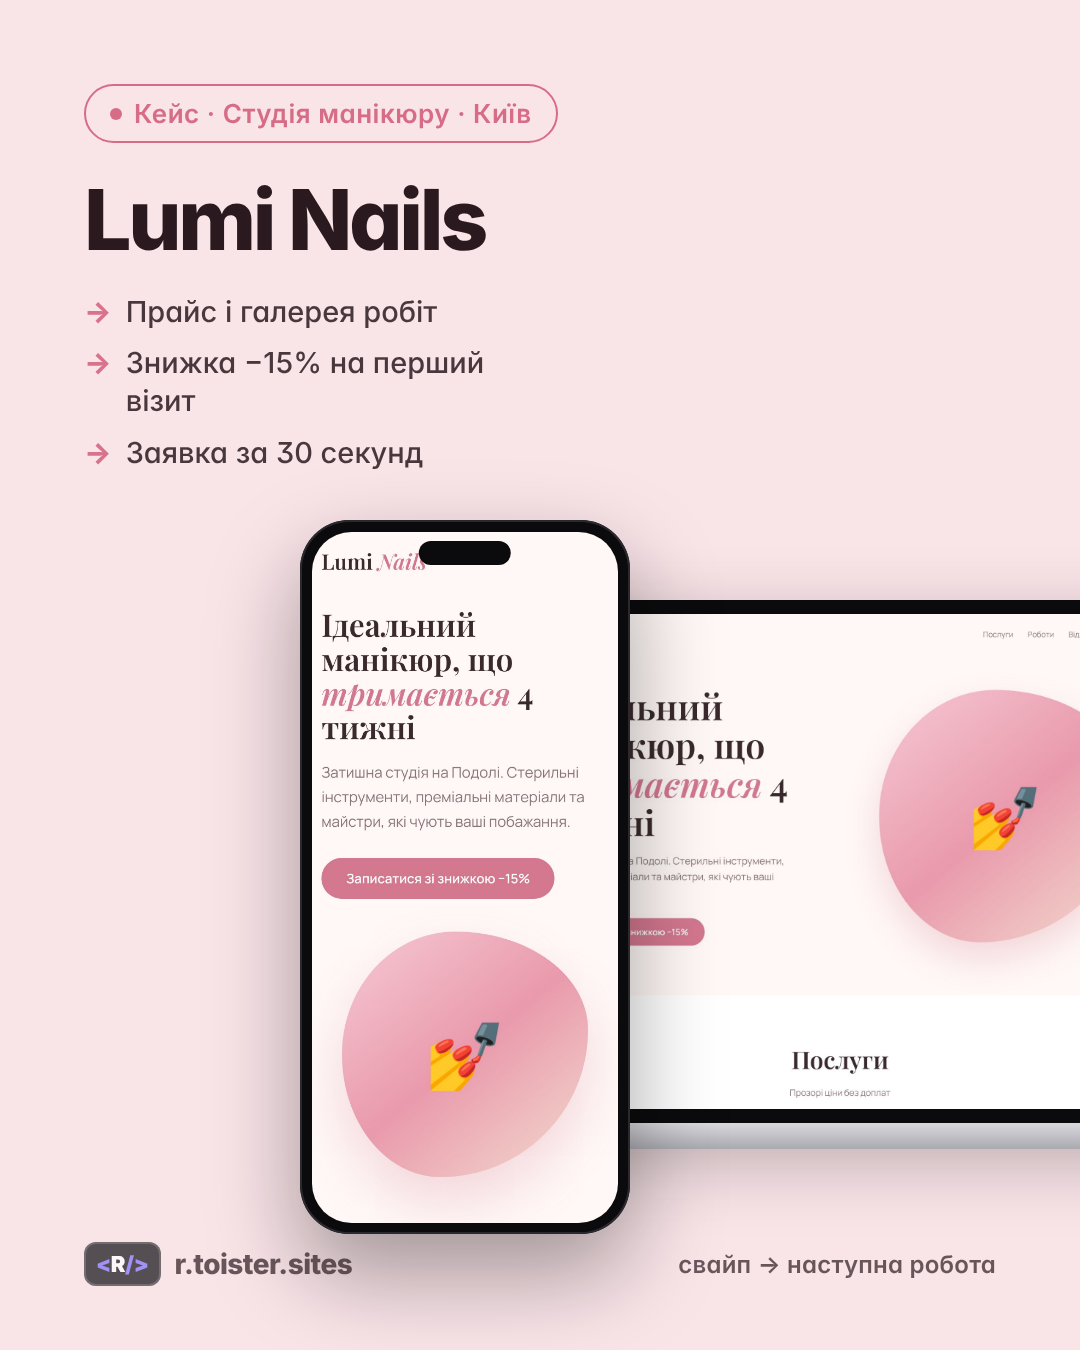 Кейс · Студія манікюру · Київ
Lumi Nails
→ Прайс і галерея робіт
→ Знижка −15% на перший
візит
→ Заявка за 30 секунд
Lumi Nails
Ідеальний
манікюр, що
тримається 4
тижні
Затишна студія на Подолі. Стерильні
інструменти, преміальні матеріали та
майстри, які чують ваші побажання.
Записатися зі знижкою −15%
Послуги Роботи Від
льний
кюр, що
мається 4
ні
а Подолі. Стерильні інструменти,
іали та майстри, які чують ваші
нижкою −15%
Послуги
Прозорі ціни без доплат
<R/> r.toister.sites
свайп → наступна робота